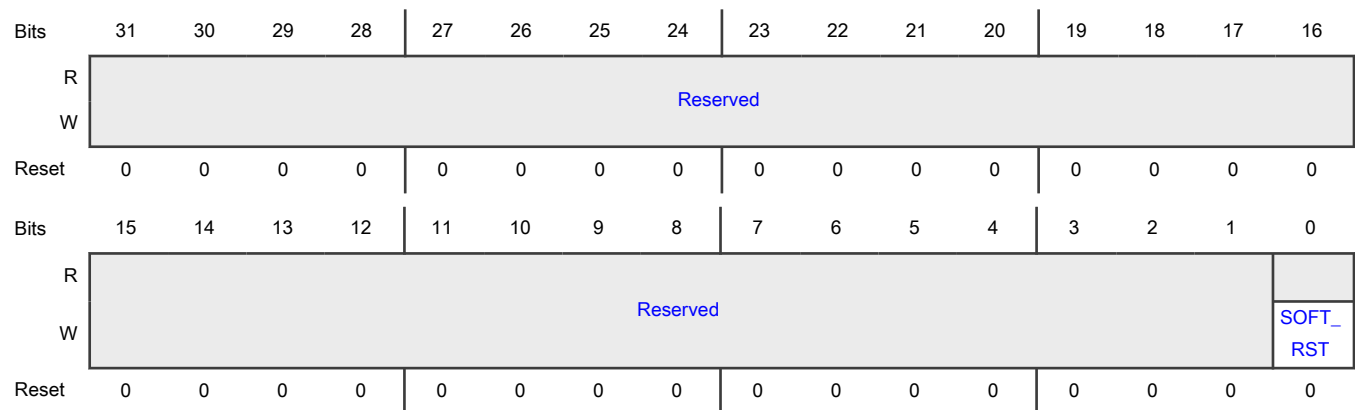 Bits 31 30 29 28 27 26 25 24 23 22 21 20 19 18 17 16
R
Reserved
W
Reset 0 0 0 0 0 0 0 0 0 0 0 0 0 0 0 0
Bits 15 14 13 12 11 10 9 8 7 6 5 4 3 2 1 0
R
Reserved
W SOFT_
RST
Reset 0 0 0 0 0 0 0 0 0 0 0 0 0 0 0 0